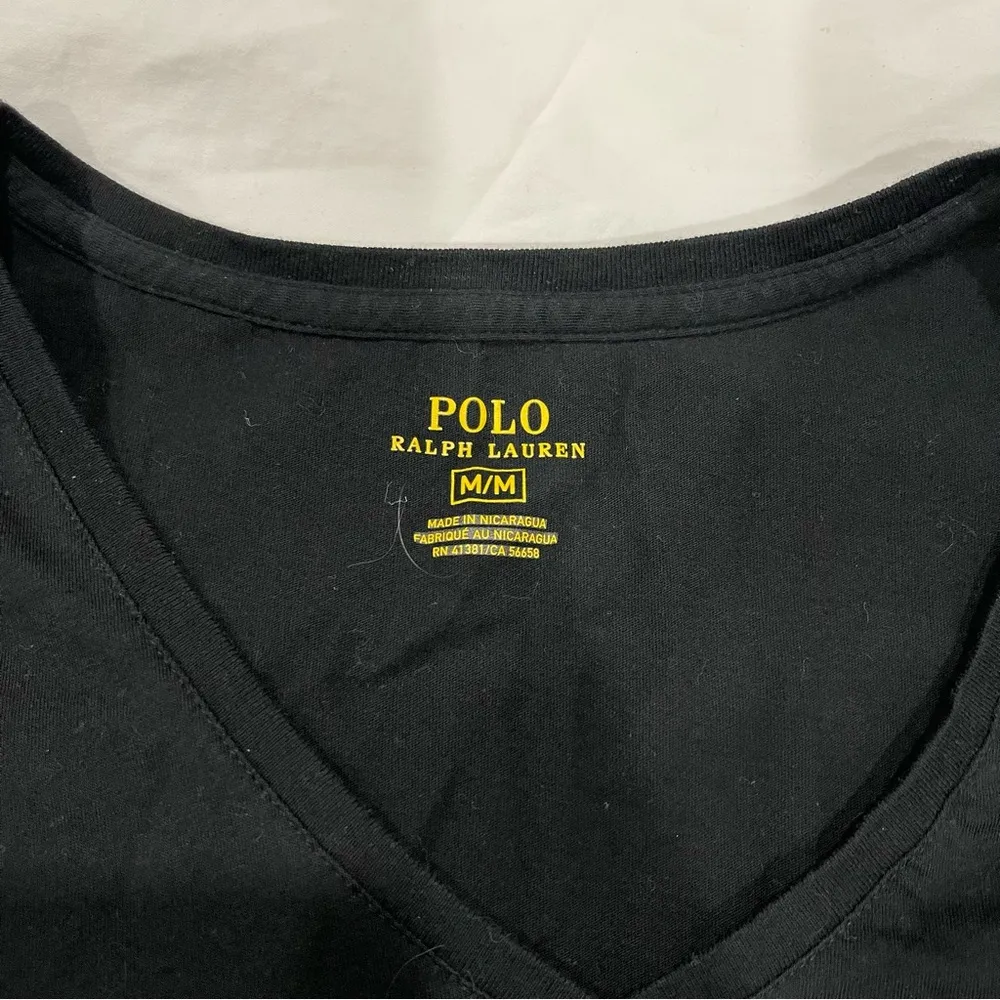 POLO
RALPH LAUREN
M/M
MADE IN NICARAGUA
FABRIQUÉ AU NICARAGUA
RN 41381/CA 56658